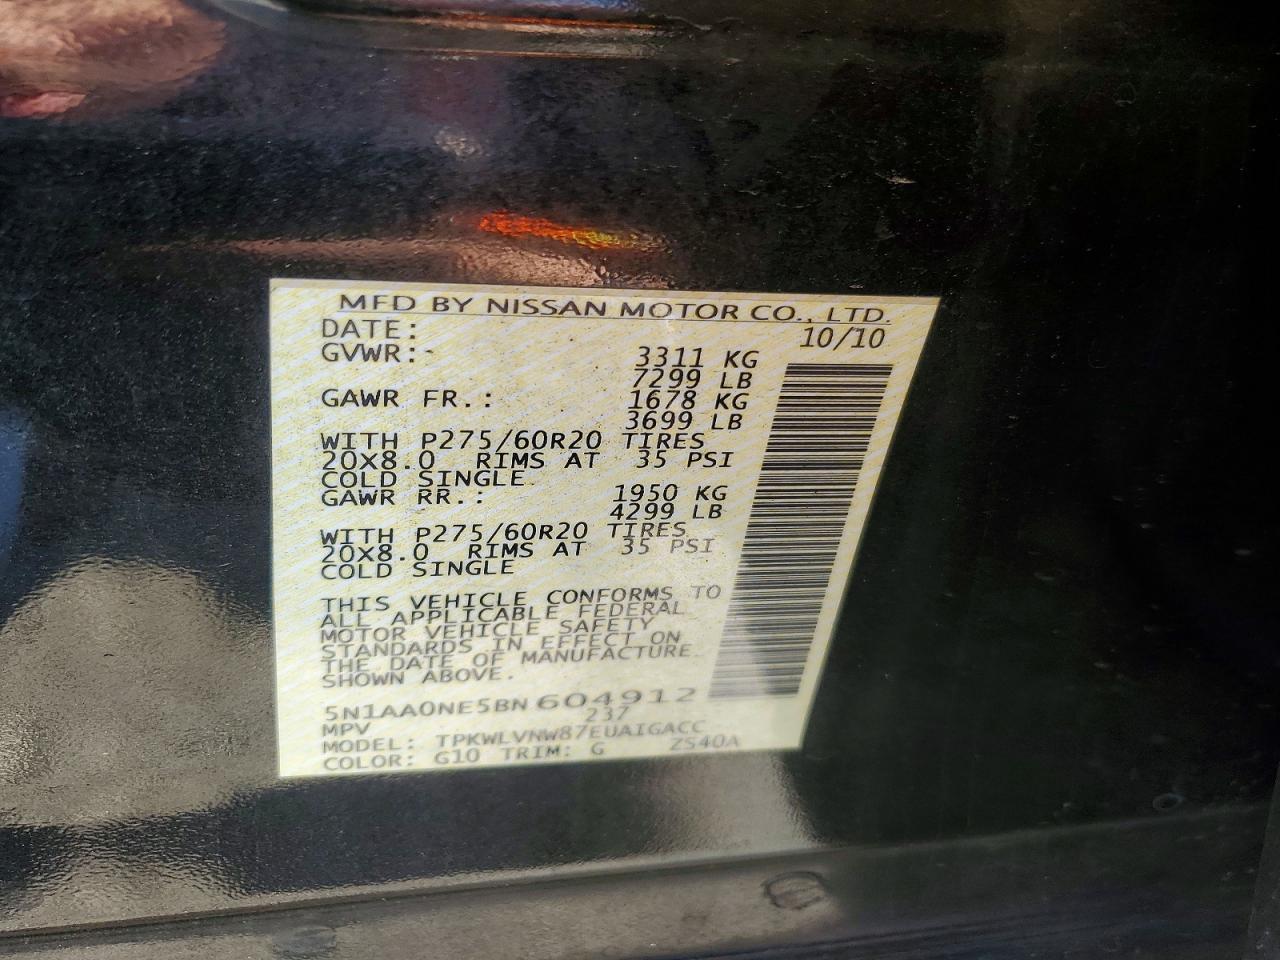 MFD BY NISSAN MOTOR CO., LTD.
DATE: 10/10
GVWR: 3311 KG
7299 LB
GAWR FR.: 1678 KG
3699 LB
WITH P275/60R20 TIRES
20X8.0 RIMS AT 35 PSI
COLD SINGLE
GAWR RR.: 1950 KG
4299 LB
WITH P275/60R20 TIRES
20X8.0 RIMS AT 35 PSI
COLD SINGLE
THIS VEHICLE CONFORMS TO
ALL APPLICABLE FEDERAL
MOTOR VEHICLE SAFETY
STANDARDS IN EFFECT ON
THE DATE OF MANUFACTURE
SHOWN ABOVE.
5N1AA0NE5BN604912
MPV 237
MODEL: TPKWLVNW87EUAIGACC
COLOR: G10 TRIM: G ZS40A